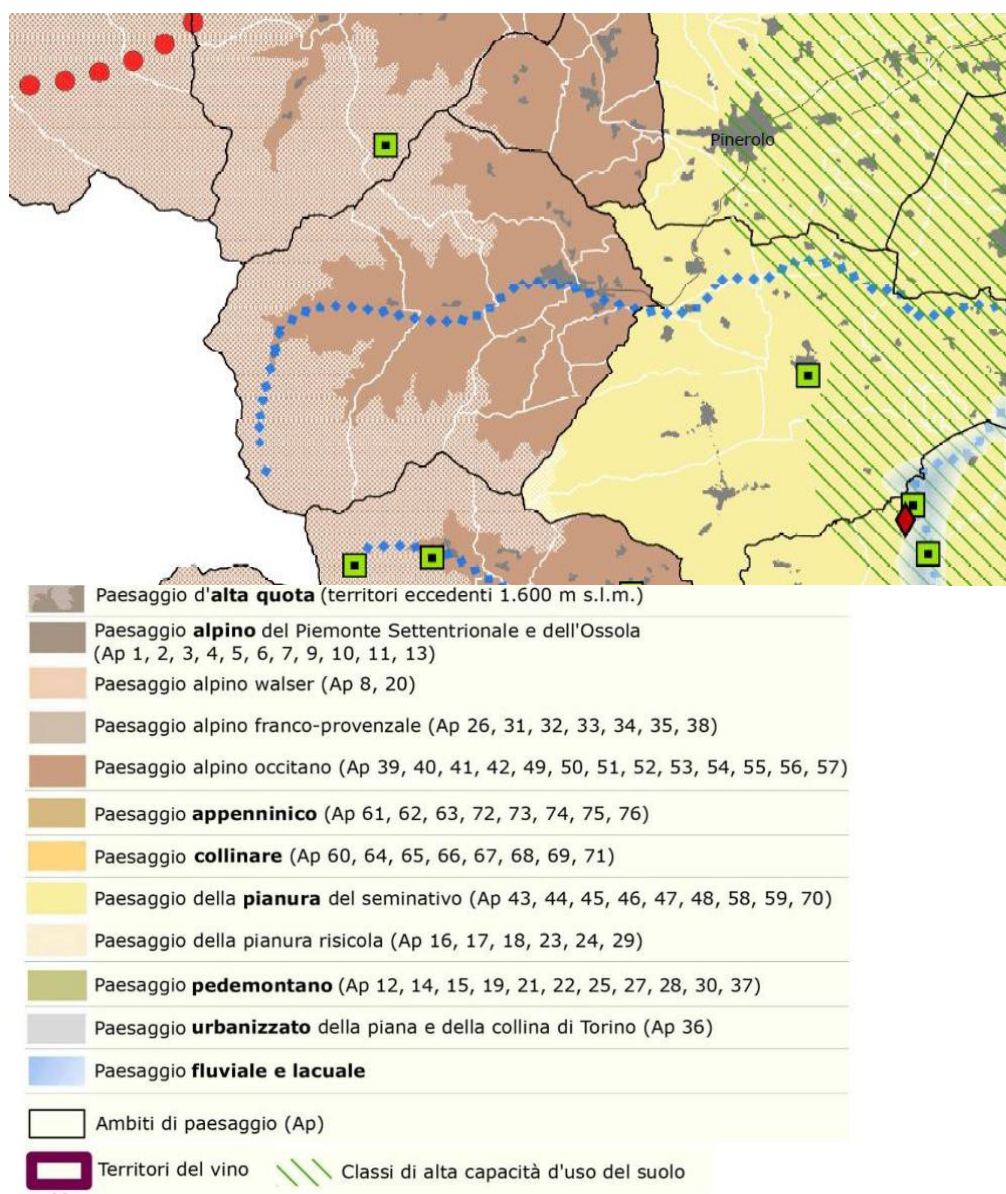 Pinerolo
Paesaggio d'alta quota (territori eccedenti 1.600 m s.l.m.)
Paesaggio alpino del Piemonte Settentrionale e dell'Ossola
(Ap 1, 2, 3, 4, 5, 6, 7, 9, 10, 11, 13)
Paesaggio alpino walser (Ap 8, 20)
Paesaggio alpino franco-provenzale (Ap 26, 31, 32, 33, 34, 35, 38)
Paesaggio alpino occitano (Ap 39, 40, 41, 42, 49, 50, 51, 52, 53, 54, 55, 56, 57)
Paesaggio appenninico (Ap 61, 62, 63, 72, 73, 74, 75, 76)
Paesaggio collinare (Ap 60, 64, 65, 66, 67, 68, 69, 71)
Paesaggio della pianura del seminativo (Ap 43, 44, 45, 46, 47, 48, 58, 59, 70)
Paesaggio della pianura risicola (Ap 16, 17, 18, 23, 24, 29)
Paesaggio pedemontano (Ap 12, 14, 15, 19, 21, 22, 25, 27, 28, 30, 37)
Paesaggio urbanizzato della piana e della collina di Torino (Ap 36)
Paesaggio fluviale e lacuale
Ambiti di paesaggio (Ap)
Territori del vino Classi di alta capacità d'uso del suolo